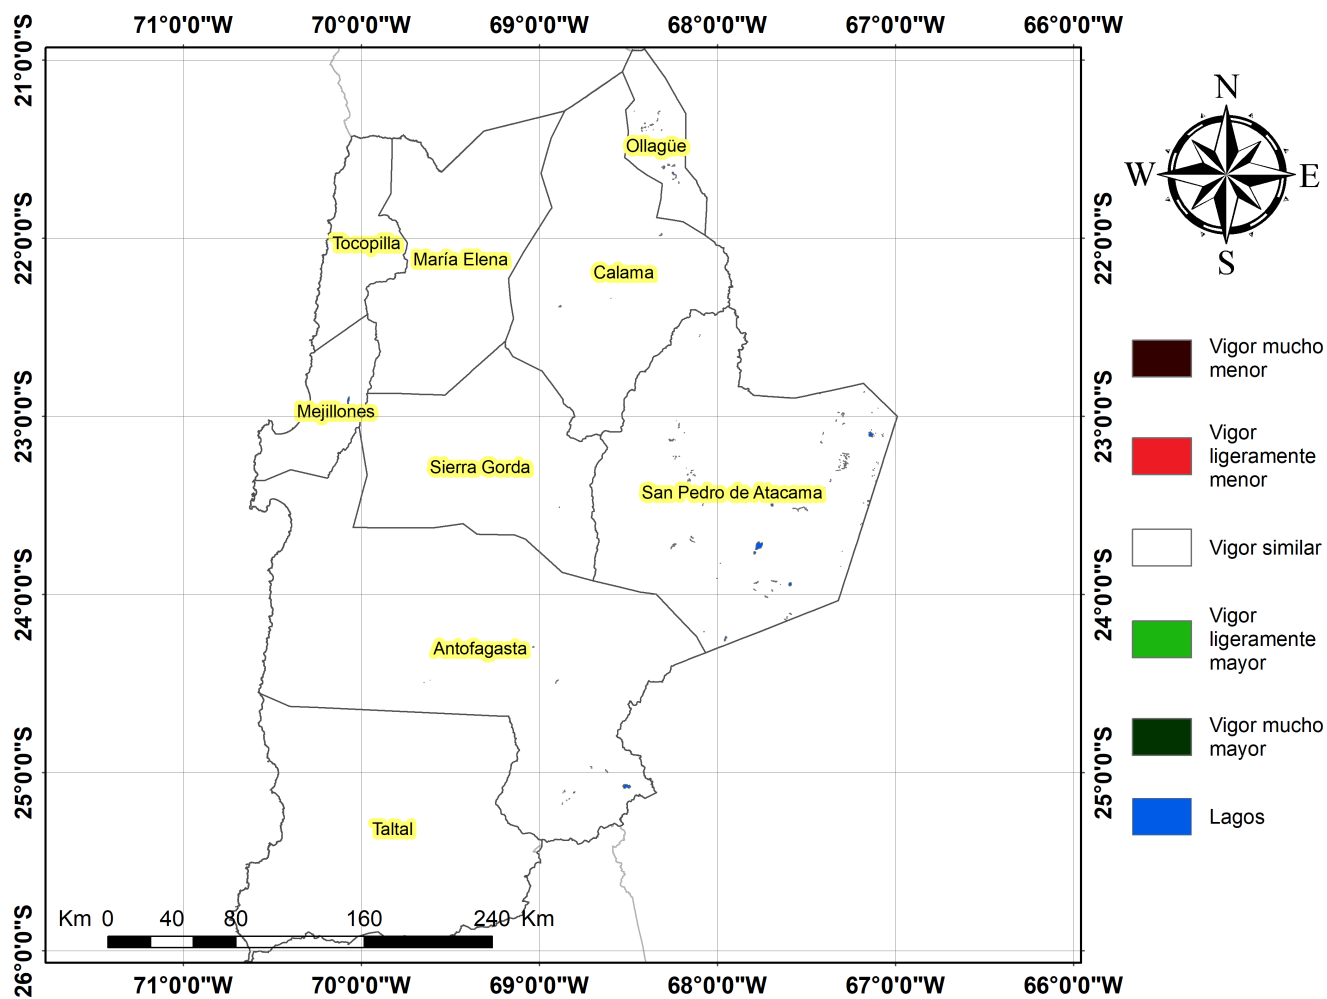 71°0'0"W 70°0'0"W 69°0'0"W 68°0'0"W 67°0'0"W 66°0'0"W
21°0'0"S
22°0'0"S
23°0'0"S
24°0'0"S
25°0'0"S
26°0'0"S
Ollagüe
Tocopilla
María Elena
Calama
Mejillones
Sierra Gorda
San Pedro de Atacama
Antofagasta
Taltal
Km 0 40 80 160 240 Km
71°0'0"W 70°0'0"W 69°0'0"W 68°0'0"W 67°0'0"W 66°0'0"W
22°0'0"S
23°0'0"S
24°0'0"S
25°0'0"S
N
W E
S
Vigor mucho
menor
Vigor
ligeramente
menor
Vigor similar
Vigor
ligeramente
mayor
Vigor mucho
mayor
Lagos